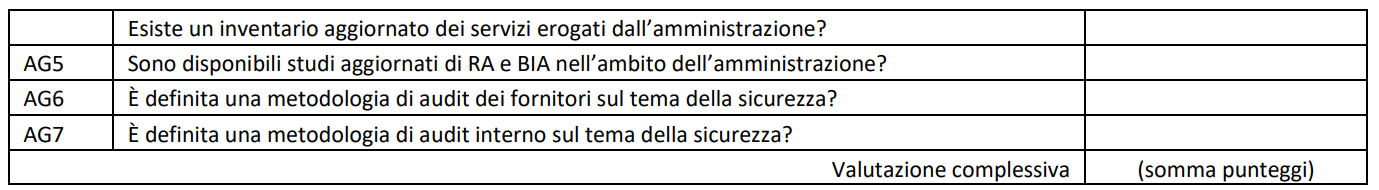 Esiste un inventario aggiornato dei servizi erogati dall’amministrazione?
AG5 Sono disponibili studi aggiornati di RA e BIA nell’ambito dell’amministrazione?
AG6 È definita una metodologia di audit dei fornitori sul tema della sicurezza?
AG7 È definita una metodologia di audit interno sul tema della sicurezza?
Valutazione complessiva (somma punteggi)